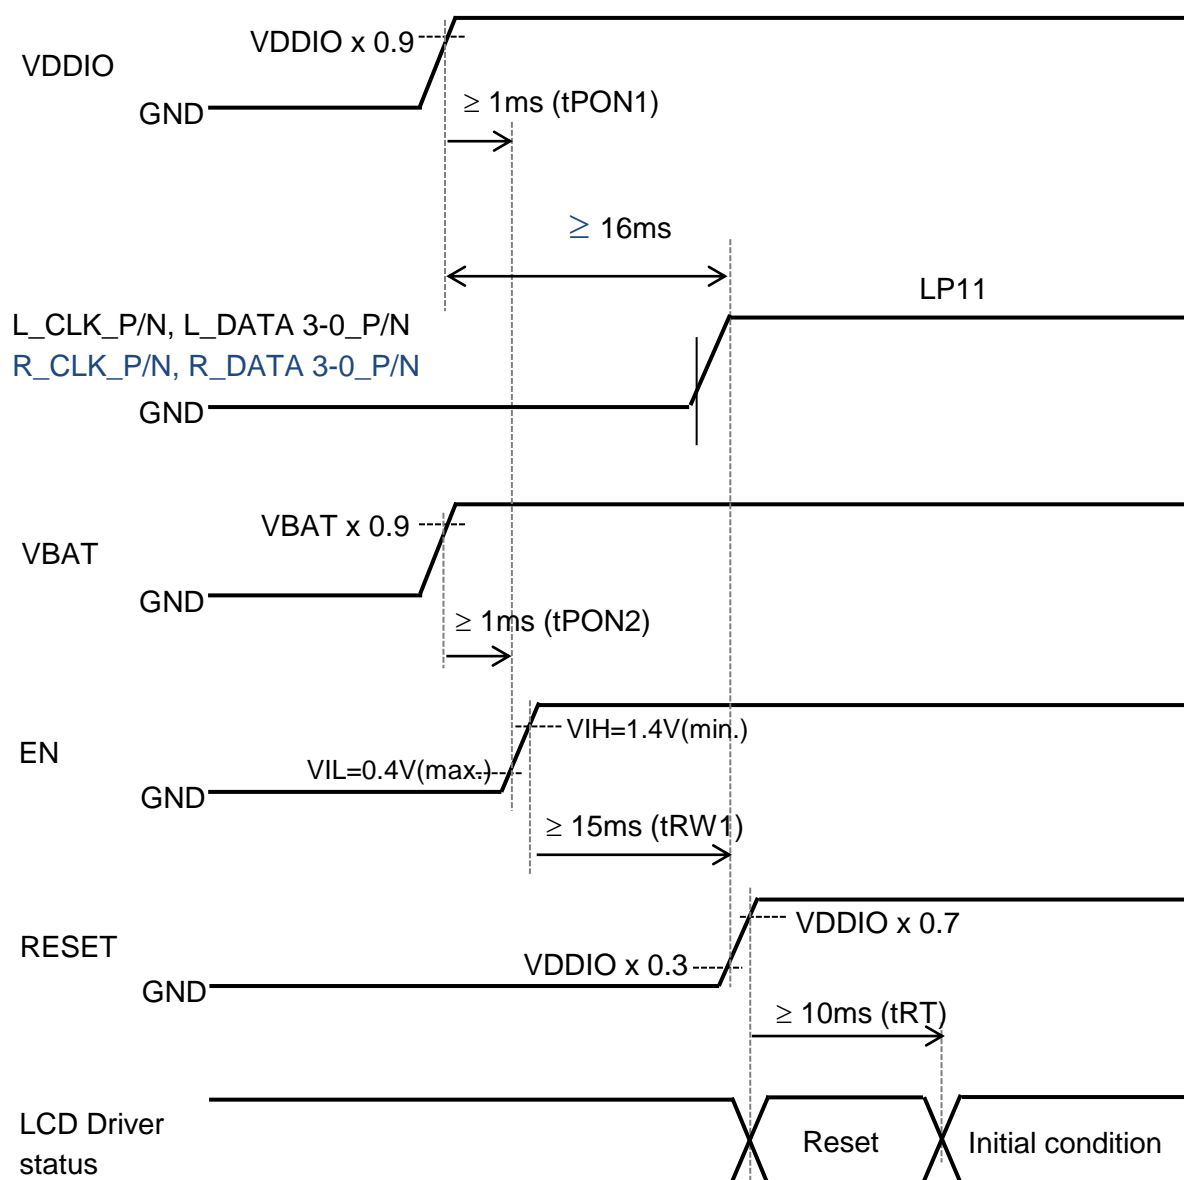 VDDIO x 0.9
VDDIO
GND
≥ 1ms (tPON1)
≥ 16ms
LP11
L_CLK_P/N, L_DATA 3-0_P/N
R_CLK_P/N, R_DATA 3-0_P/N
GND
VBAT x 0.9
VBAT
GND
≥ 1ms (tPON2)
VIH=1.4V(min.)
EN
VIL=0.4V(max.)
GND
≥ 15ms (tRW1)
VDDIO x 0.7
RESET
VDDIO x 0.3
GND
≥ 10ms (tRT)
LCD Driver
status
Reset
Initial condition